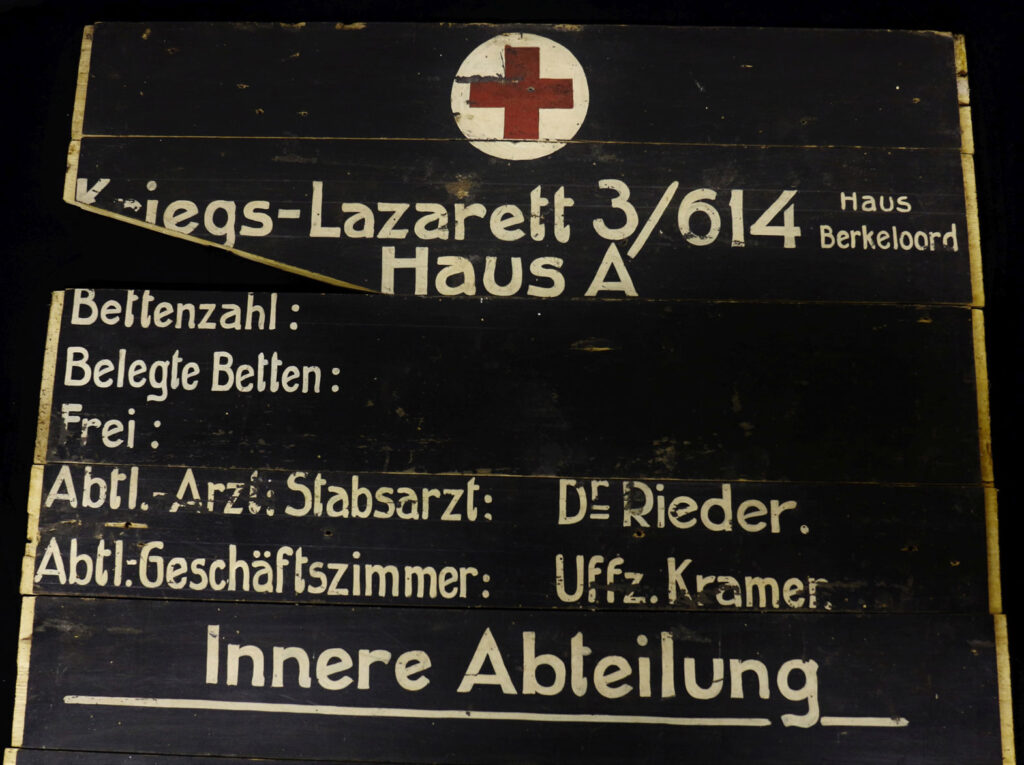 Kriegs-Lazarett 3/614 Haus Berkeloord
Haus A
Bettenzahl :
Belegte Betten :
Frei :
Abtl.-Arzt: Stabsarzt: Dr Rieder.
Abtl.-Geschäftszimmer: Uffz. Kramer.
Innere Abteilung